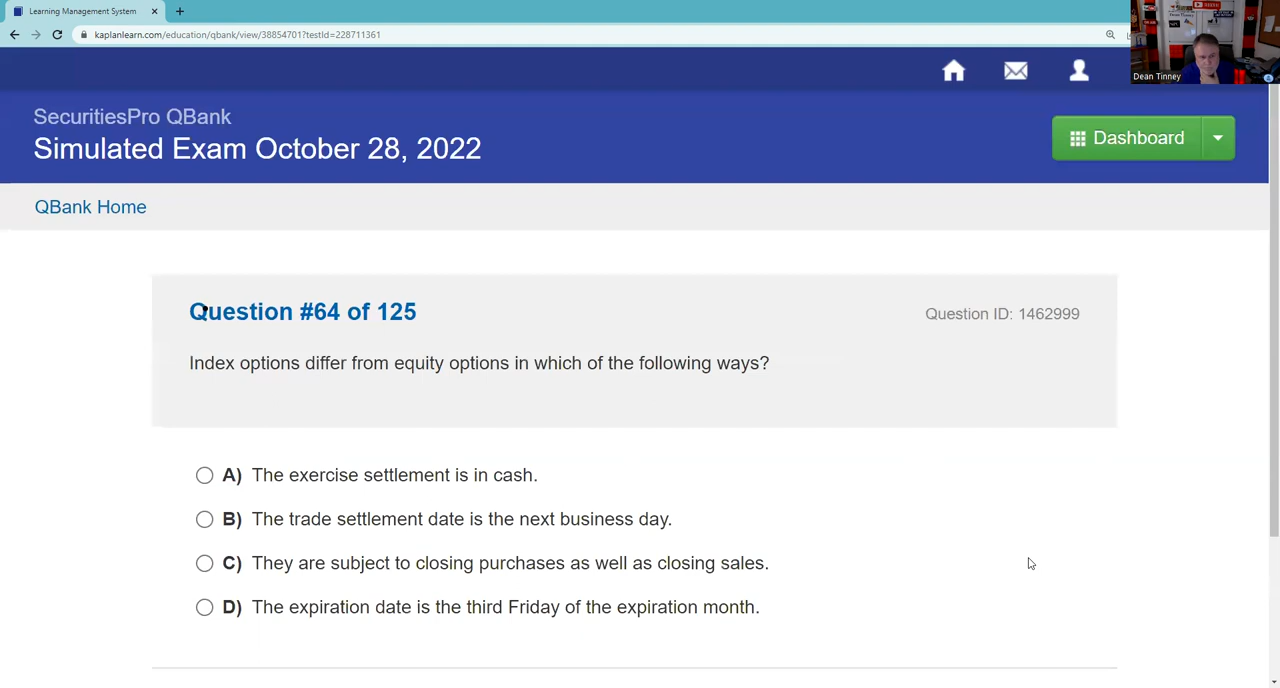 Learning Management System
kaplanlearn.com/education/qbank/view/38854701?testId=228711361
Dean Tinney
SecuritiesPro QBank
Simulated Exam October 28, 2022
Dashboard
QBank Home
Question #64 of 125
Question ID: 1462999
Index options differ from equity options in which of the following ways?
A) The exercise settlement is in cash.
B) The trade settlement date is the next business day.
C) They are subject to closing purchases as well as closing sales.
D) The expiration date is the third Friday of the expiration month.